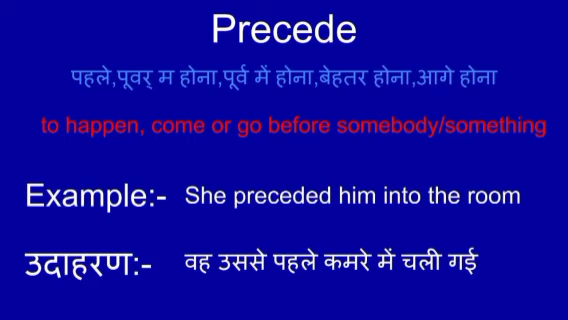 Precede
पहले,पूवर् म होना,पूर्व में होना,बेहतर होना,आगे होना
to happen, come or go before somebody/something
Example:- She preceded him into the room
उदाहरण:- वह उससे पहले कमरे में चली गई